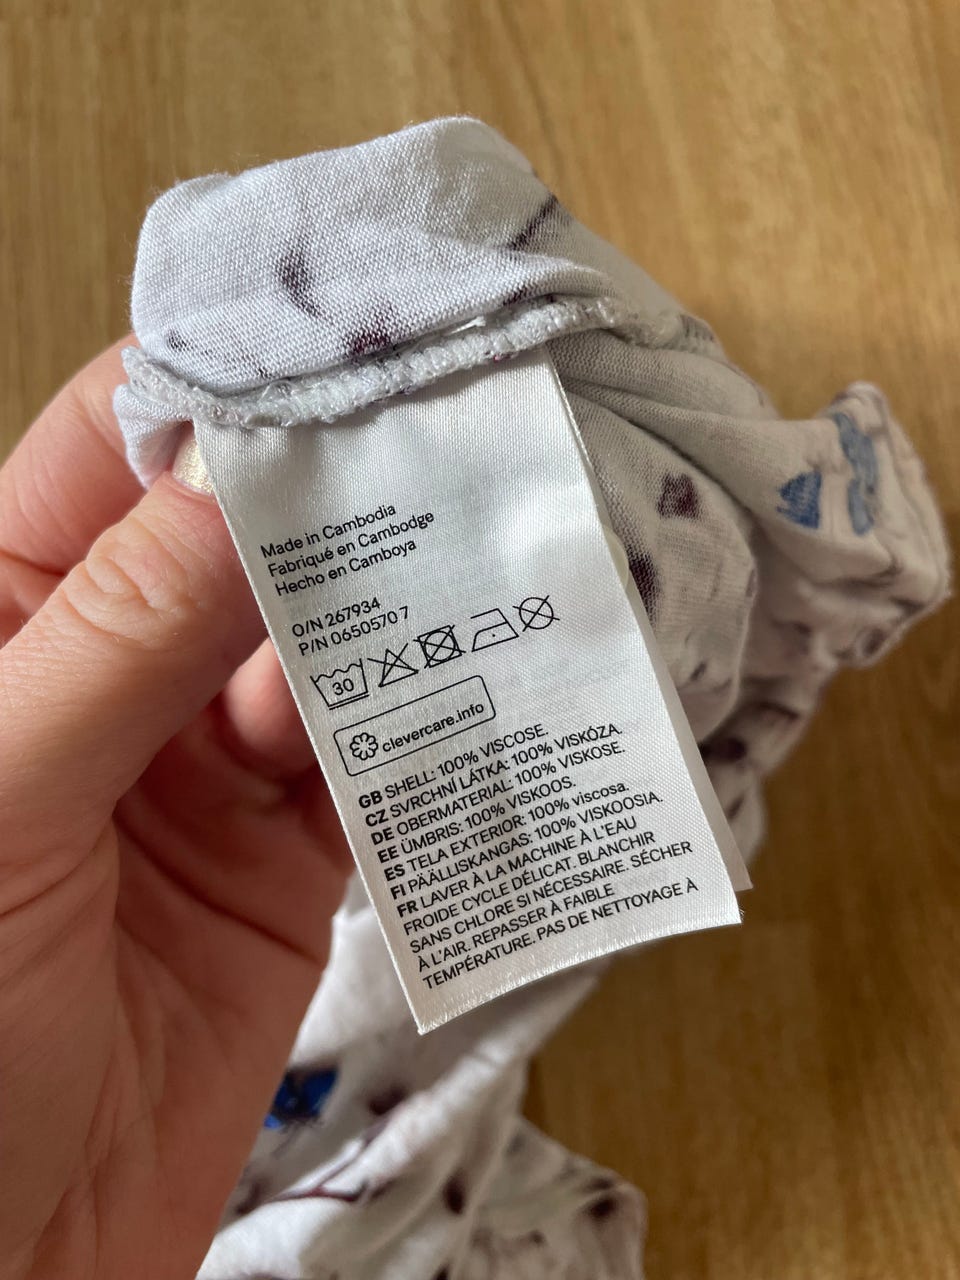 Made in Cambodia
Fabriqué en Cambodge
Hecho en Camboya
O/N 267934
P/N 0650570 7
30
clevercare.info
GB SHELL: 100% VISCOSE.
CZ SVRCHNÍ LÁTKA: 100% VISKÓZA.
DE OBERMATERIAL: 100% VISKOSE.
EE ÜMBRIS: 100% VISKOOS.
ES TELA EXTERIOR: 100% viscosa.
FI PÄÄLLISKANGAS: 100% VISKOOSIA.
FR LAVER À LA MACHINE À L'EAU
FROIDE CYCLE DÉLICAT. BLANCHIR
SANS CHLORE SI NÉCESSAIRE. SÉCHER
À L'AIR. REPASSER À FAIBLE
TEMPÉRATURE. PAS DE NETTOYAGE À